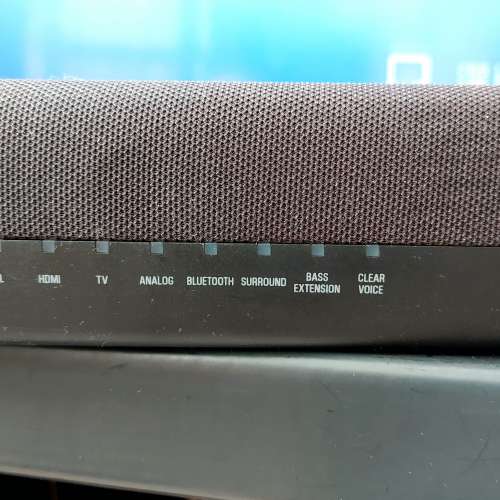 HDMI TV ANALOG BLUETOOTH SURROUND BASS EXTENSION CLEAR VOICE